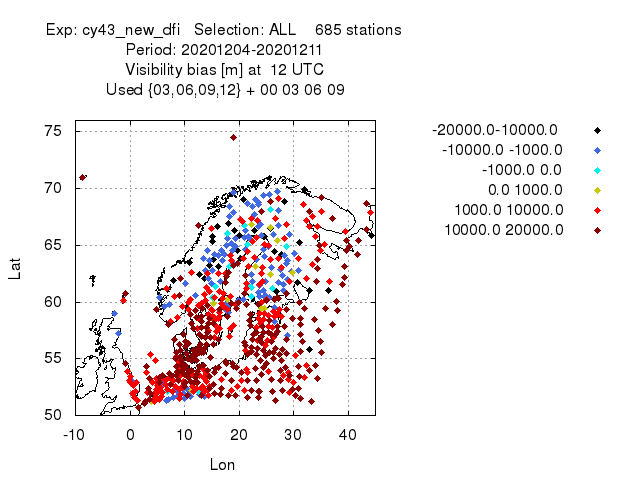 Exp: cy43_new_dfi   Selection: ALL    685 stations
Period: 20201204-20201211
Visibility bias [m] at  12 UTC
Used {03,06,09,12} + 00 03 06 09
-20000.0-10000.0
-10000.0 -1000.0
-1000.0 0.0
0.0 1000.0
1000.0 10000.0
10000.0 20000.0
75
70
65
60
55
50
Lat
-10 0 10 20 30 40
Lon